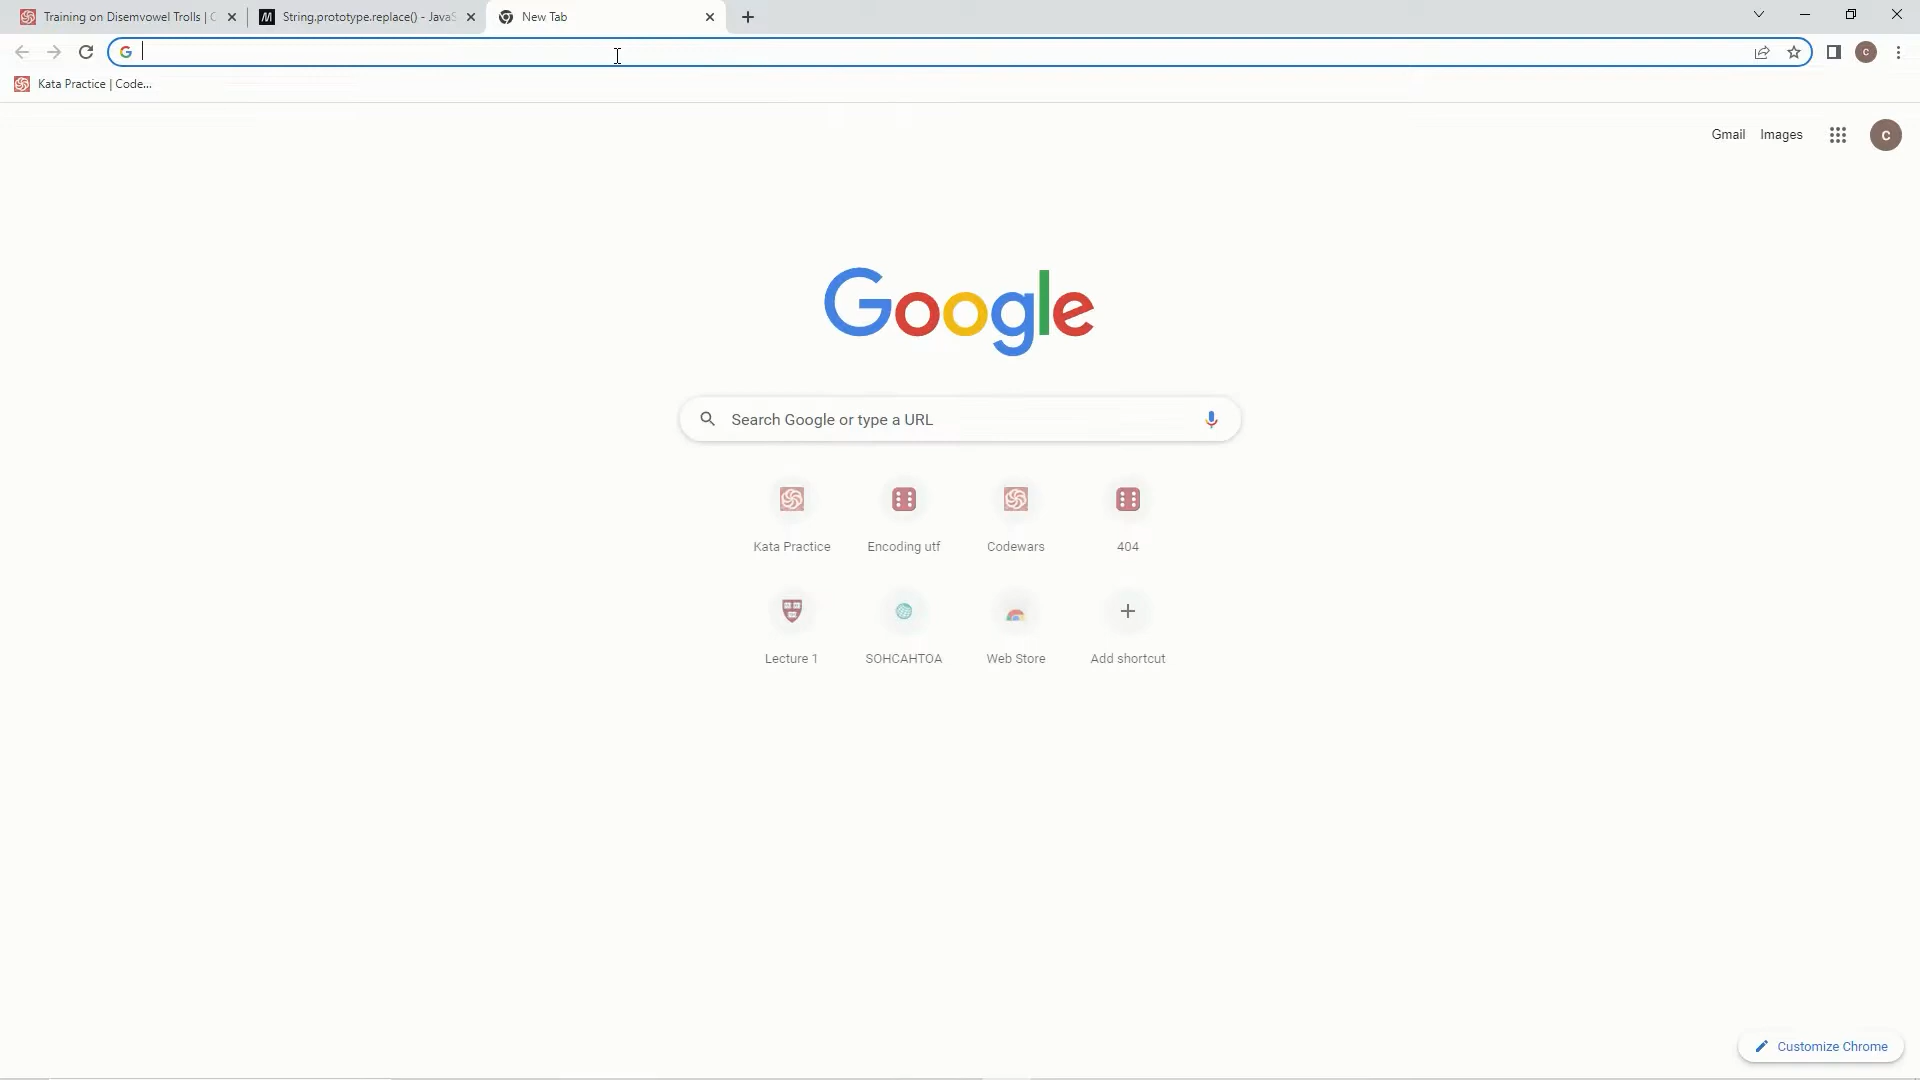 Training on Disemvowel Trolls | C
String.prototype.replace() - JavaS
New Tab
Kata Practice | Code...
Gmail
Images
C
C
Google
Search Google or type a URL
Kata Practice
Encoding utf
Codewars
404
Lecture 1
SOHCAHTOA
Web Store
Add shortcut
Customize Chrome